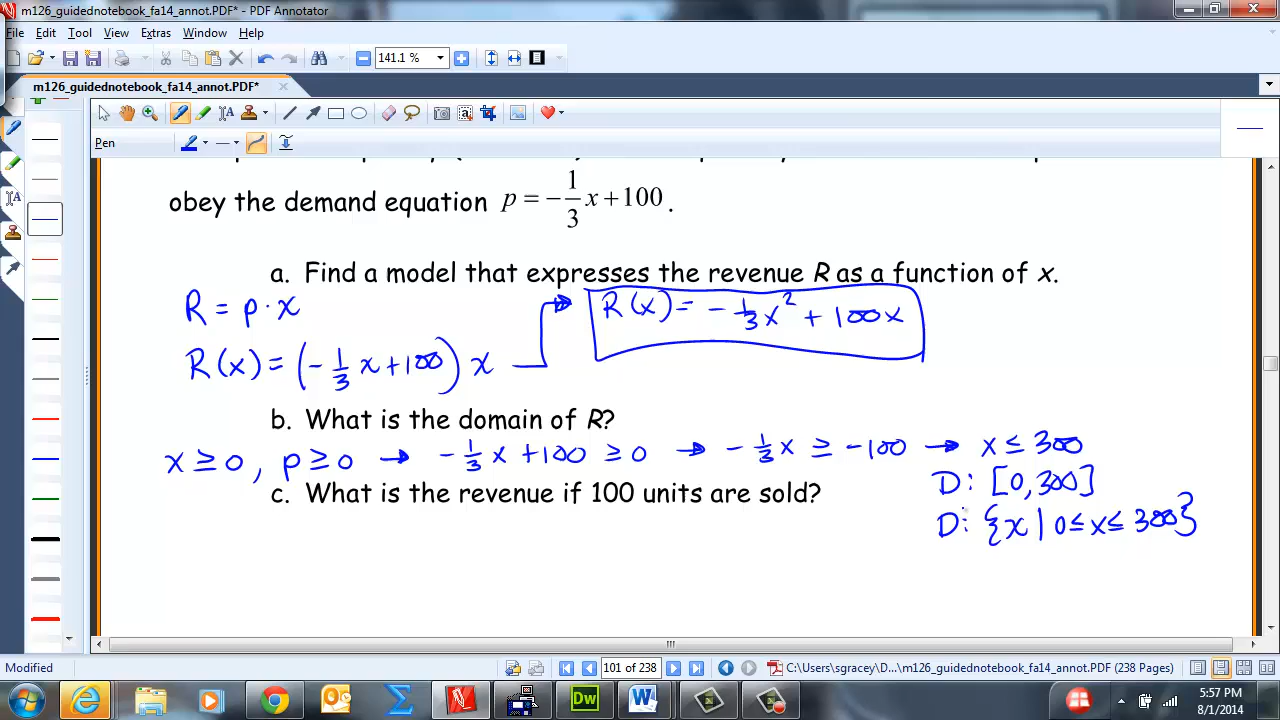 m126_guidednotebook_fa14_annot.PDF* - PDF Annotator
File Edit Tool View Extras Window Help
141.1 %
m126_guidednotebook_fa14_annot.PDF*
Pen
obey the demand equation p = -1/3 x + 100.
a. Find a model that expresses the revenue R as a function of x.
R = p · x
R(x) = -1/3 x² + 100x
R(x) = (-1/3 x + 100) x
b. What is the domain of R?
x ≥ 0, p ≥ 0 → -1/3 x + 100 ≥ 0 → -1/3 x ≥ -100 → x ≤ 300
D: [0,300]
c. What is the revenue if 100 units are sold?
D: {x | 0 ≤ x ≤ 300}
101 of 238
C:\Users\sgracey\D...\m126_guidednotebook_fa14_annot.PDF (238 Pages)
Modified
5:57 PM
8/1/2014